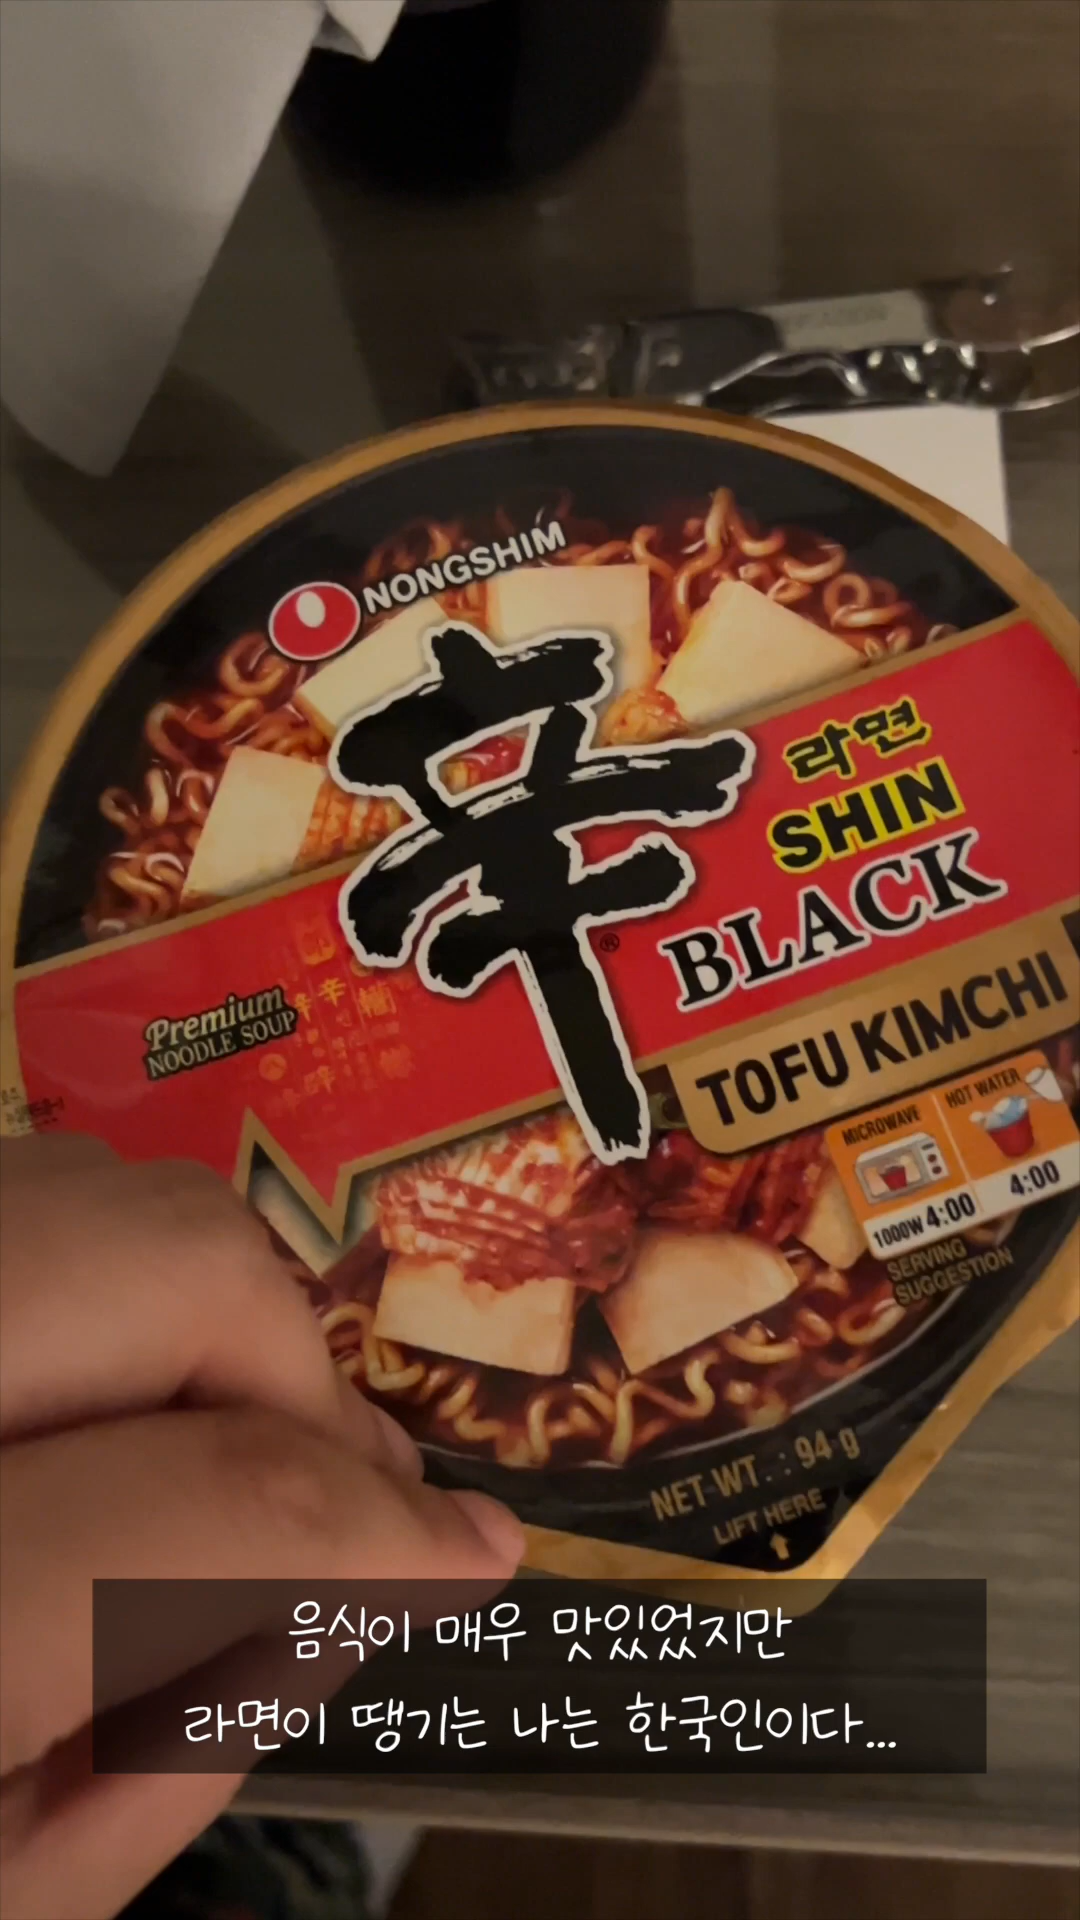 NONGSHIM
辛
라면
SHIN
BLACK
TOFU KIMCHI
Premium
NOODLE SOUP
MICROWAVE
HOT WATER
1000W 4:00
4:00
SERVING
SUGGESTION
NET WT. : 94 g
LIFT HERE
음식이 매우 맛있었지만
라면이 땡기는 나는 한국인이다...